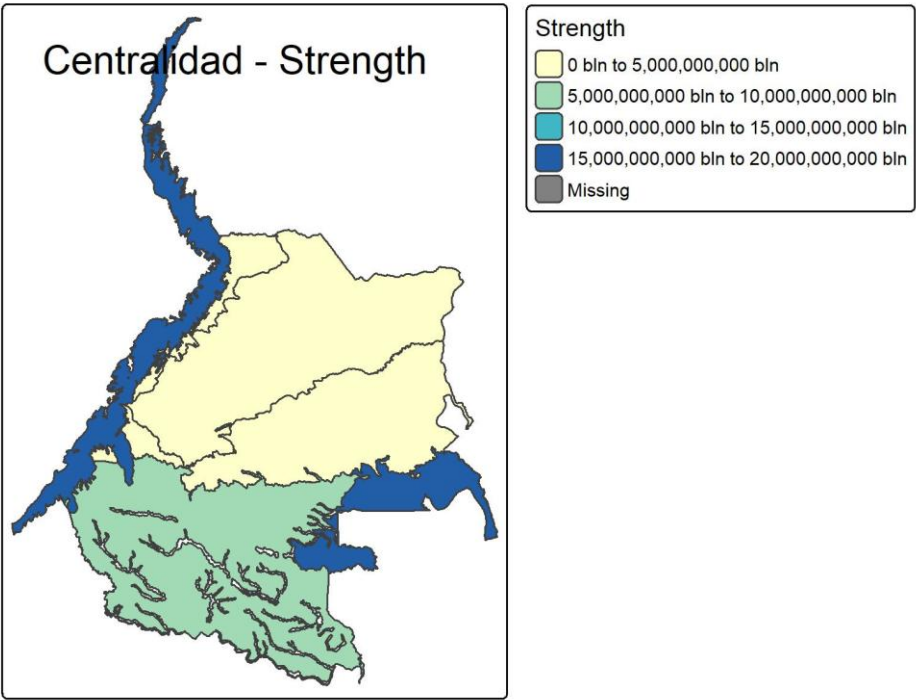 Centralidad - Strength
Strength
0 bln to 5,000,000,000 bln
5,000,000,000 bln to 10,000,000,000 bln
10,000,000,000 bln to 15,000,000,000 bln
15,000,000,000 bln to 20,000,000,000 bln
Missing